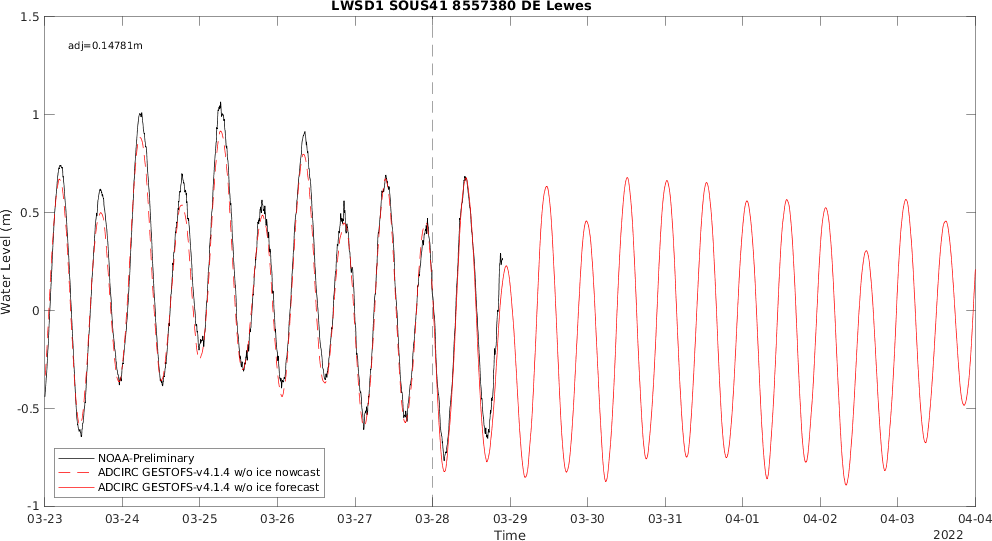 LWSD1 SOUS41 8557380 DE Lewes
adj=0.14781m
1.5
1
0.5
0
-0.5
-1
Water Level (m)
NOAA-Preliminary
ADCIRC GESTOFS-v4.1.4 w/o ice nowcast
ADCIRC GESTOFS-v4.1.4 w/o ice forecast
03-23 03-24 03-25 03-26 03-27 03-28 03-29 03-30 03-31 04-01 04-02 04-03 04-04
Time
2022